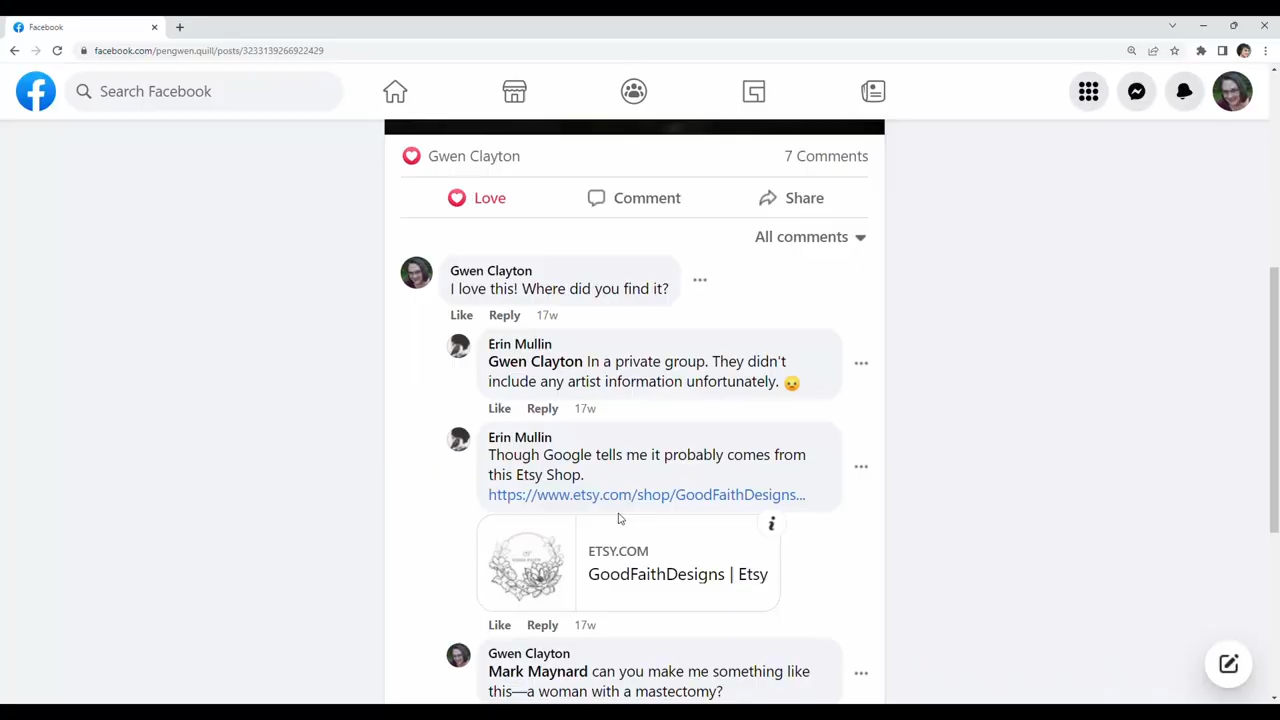 Facebook
facebook.com/pengwen.quill/posts/3233139266922429
Search Facebook
Gwen Clayton
7 Comments
Love
Comment
Share
All comments
Gwen Clayton
I love this! Where did you find it?
Like Reply 17w
Erin Mullin
Gwen Clayton In a private group. They didn't
include any artist information unfortunately.
Like Reply 17w
Erin Mullin
Though Google tells me it probably comes from
this Etsy Shop.
https://www.etsy.com/shop/GoodFaithDesigns...
ETSY.COM
GoodFaithDesigns | Etsy
Like Reply 17w
Gwen Clayton
Mark Maynard can you make me something like
this—a woman with a mastectomy?